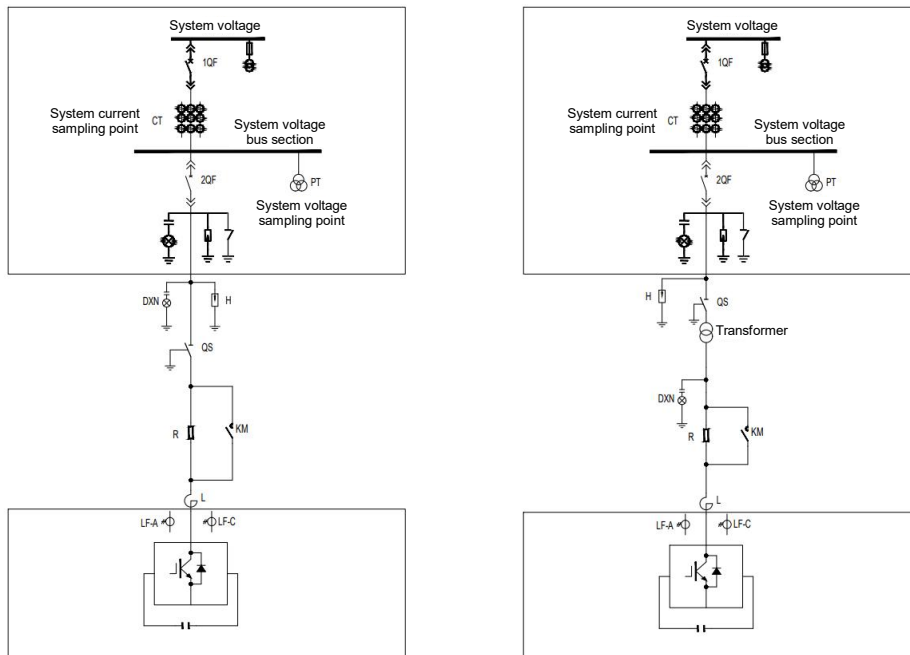 System voltage
1QF
System current
sampling point
CT
System voltage
bus section
2QF
PT
System voltage
sampling point
DXN
H
QS
R
KM
L
LF-A
LF-C
System voltage
1QF
System current
sampling point
CT
System voltage
bus section
2QF
PT
System voltage
sampling point
H
QS
Transformer
DXN
R
KM
L
LF-A
LF-C